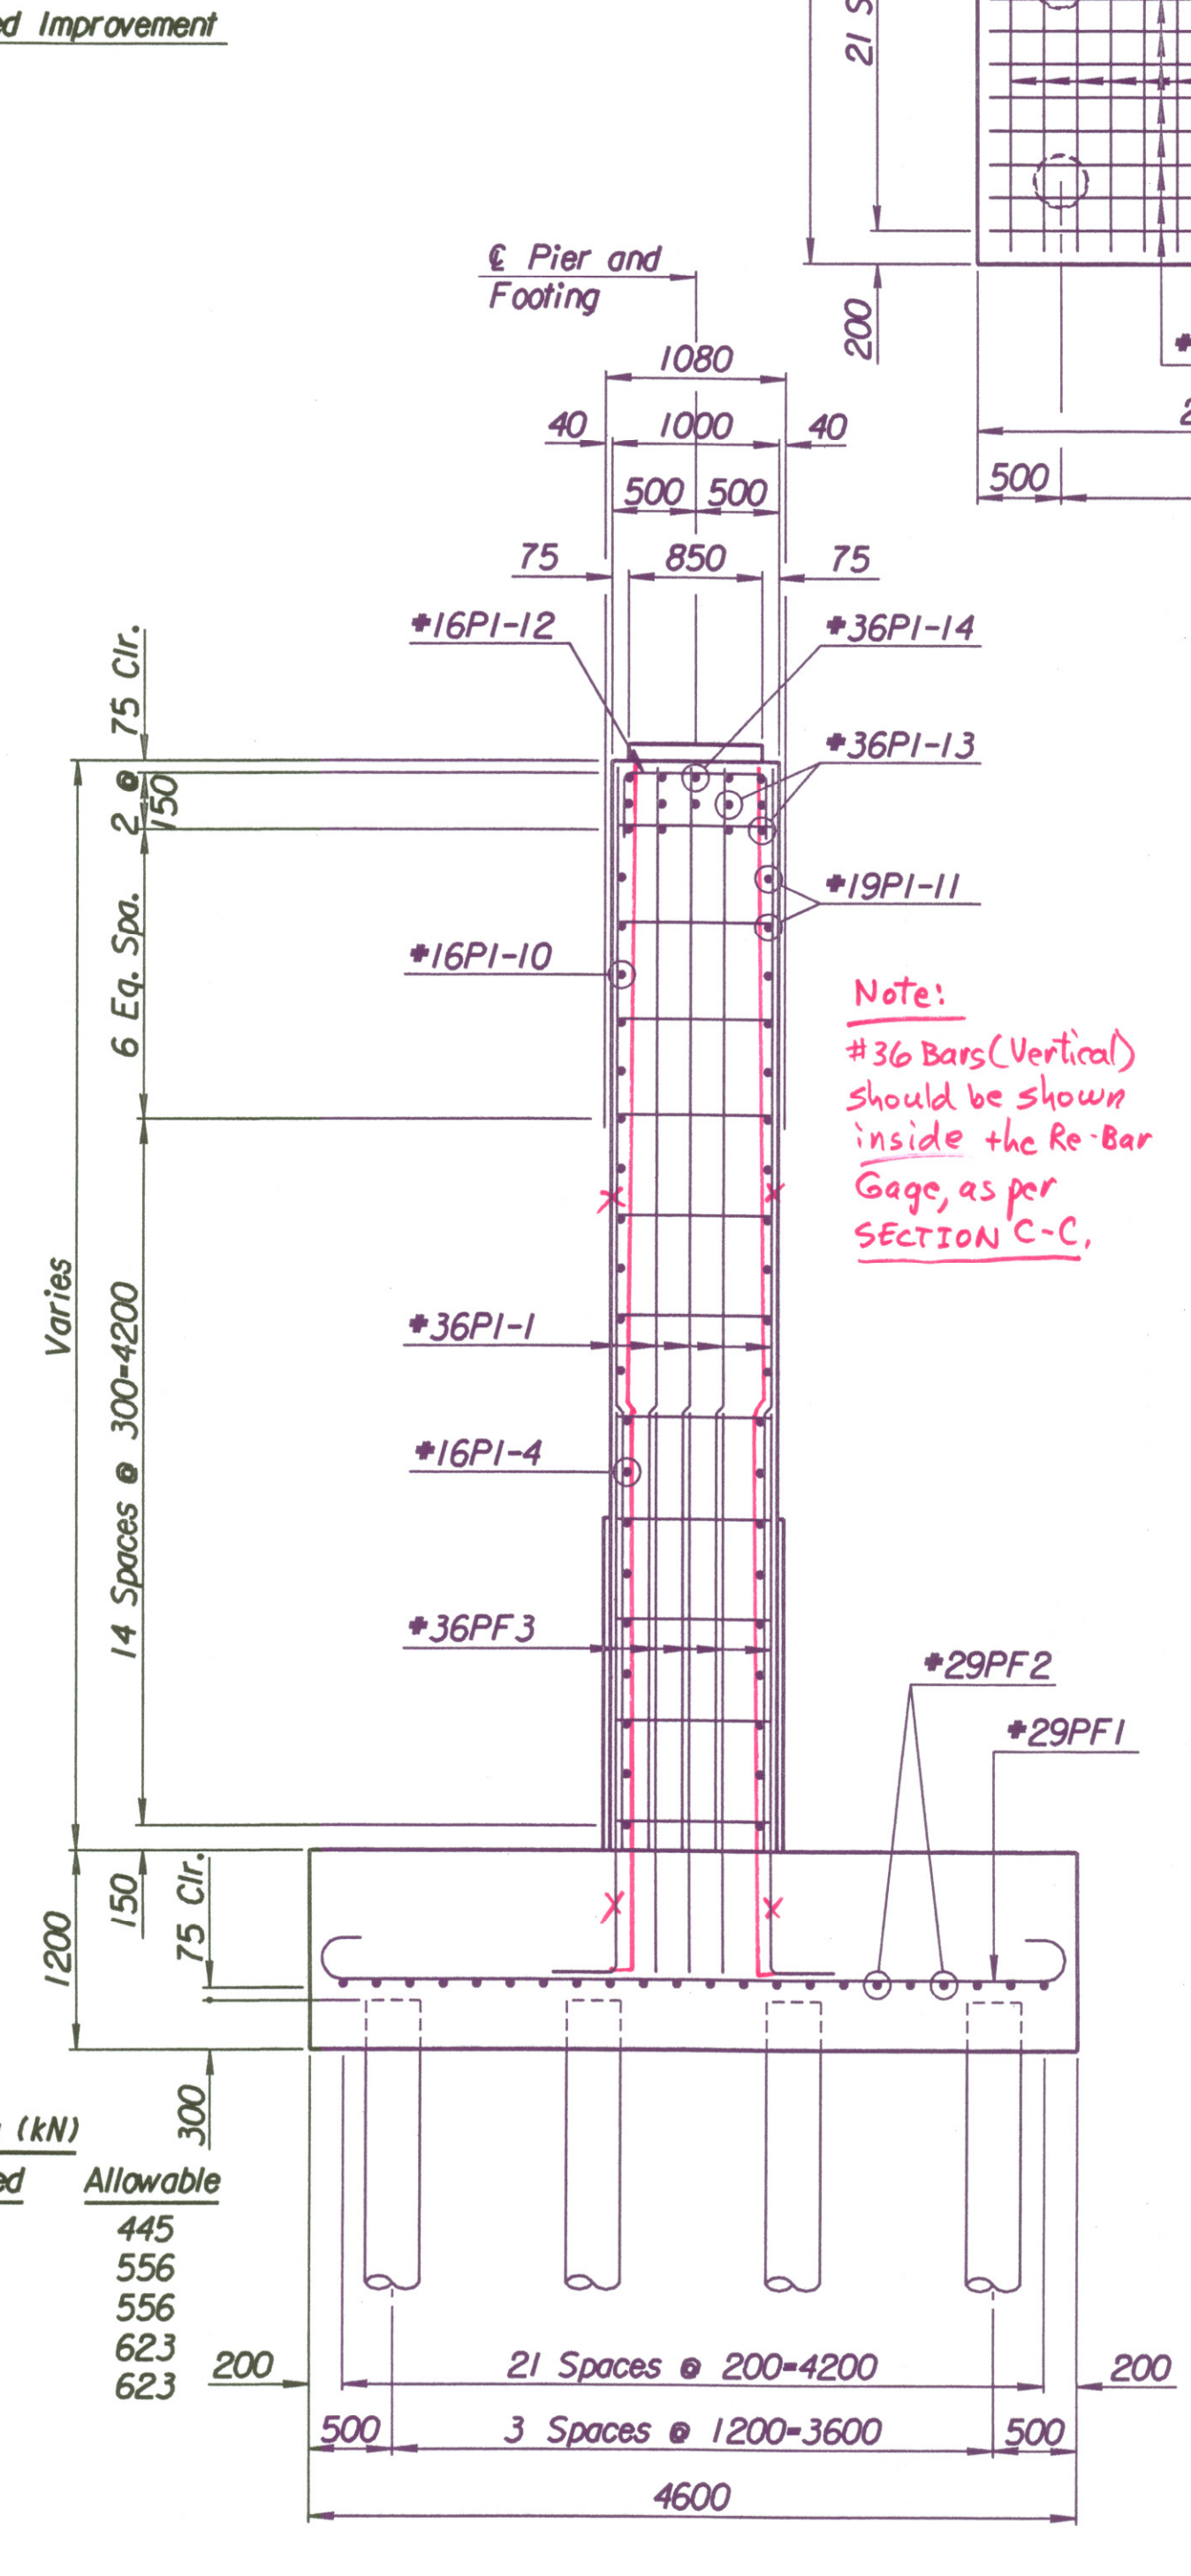 ed Improvement
21 S
200
℄ Pier and
Footing
1080
40
1000
40
500
500
500
75
850
75
#16P1-12
#36P1-14
75 Clr.
2 @
150
#36P1-13
#19P1-11
6 Eq. Spa.
#16P1-10
Note:
#36 Bars (Vertical)
should be shown
inside the Re-Bar
Gage, as per
SECTION C-C.
Varies
14 Spaces @ 300=4200
#36P1-1
#16P1-4
#36PF3
#29PF2
#29PF1
1200
150
75 Clr.
300
(kN)
ed
Allowable
445
556
556
623
623
200
21 Spaces @ 200=4200
200
500
3 Spaces @ 1200=3600
500
4600